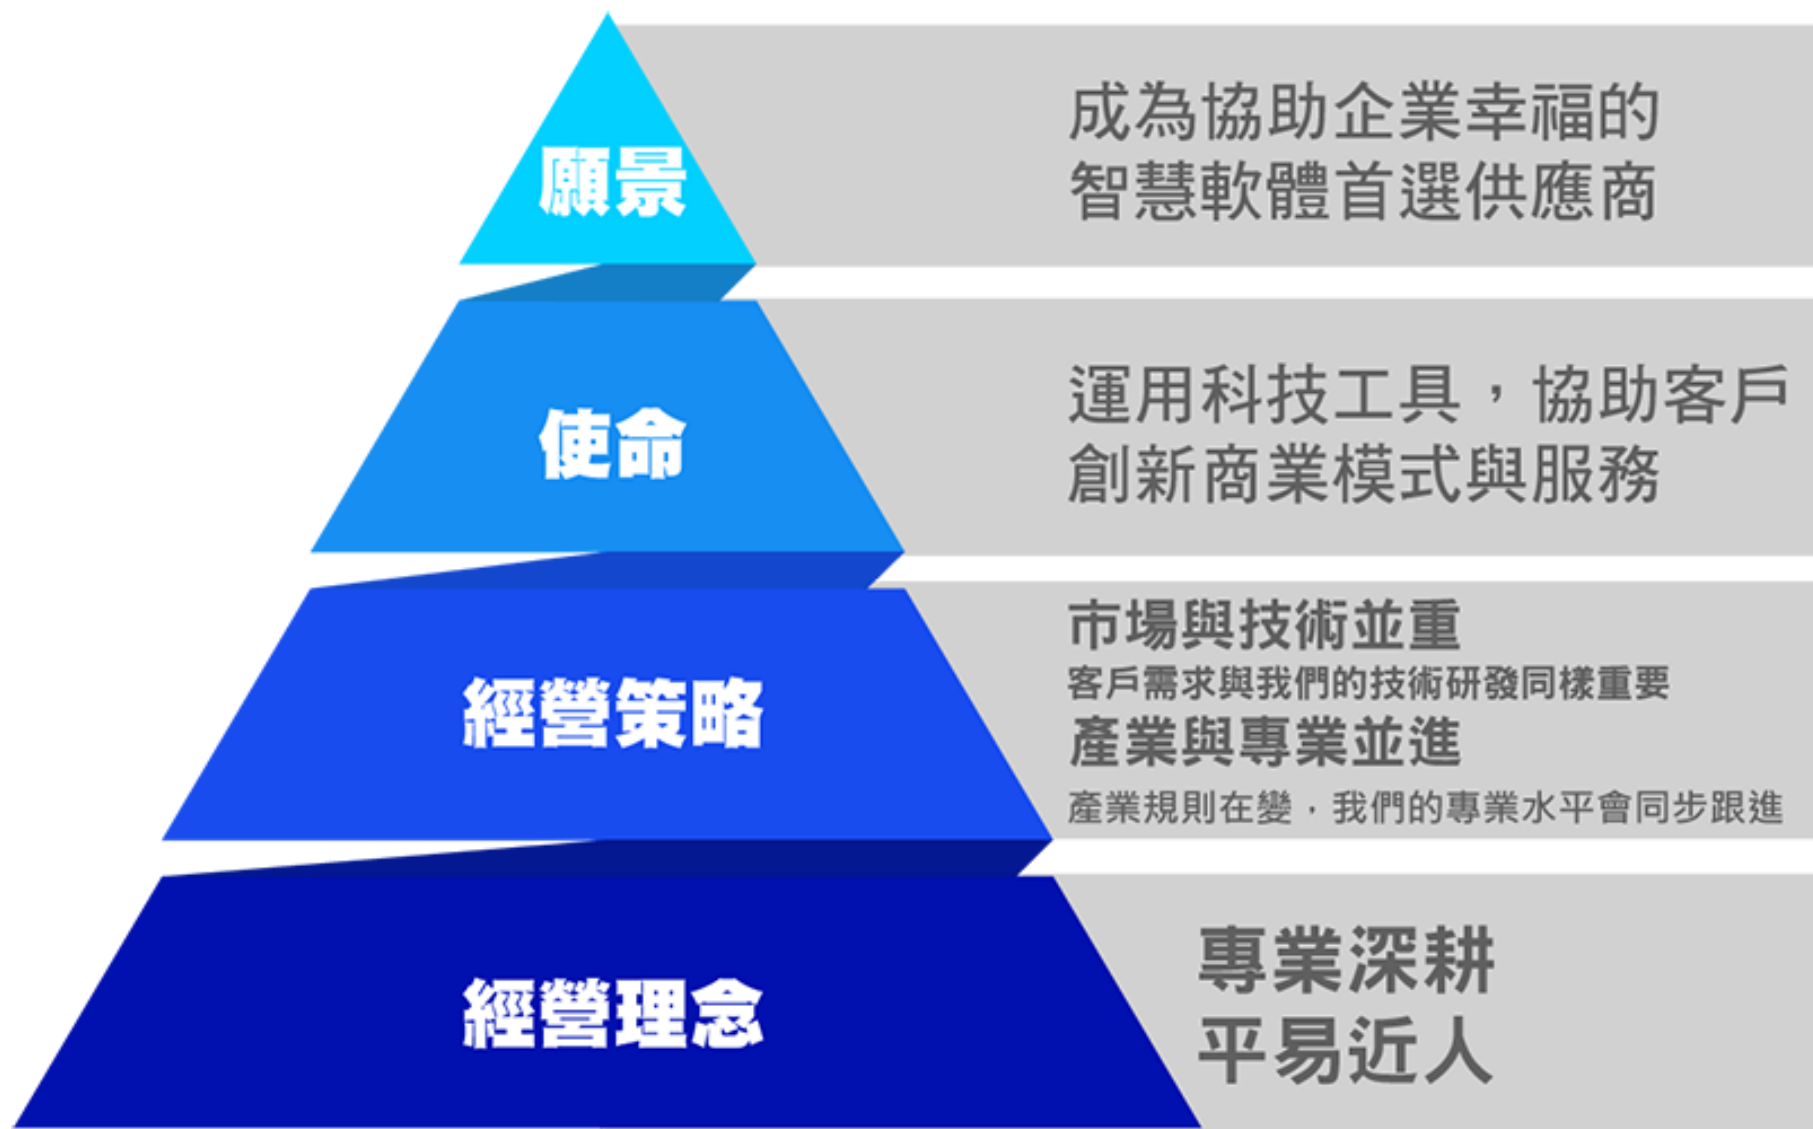 願景
成為協助企業幸福的
智慧軟體首選供應商
使命
運用科技工具，協助客戶
創新商業模式與服務
經營策略
市場與技術並重
客戶需求與我們的技術研發同樣重要
產業與專業並進
產業規則在變，我們的專業水平會同步跟進
經營理念
專業深耕
平易近人